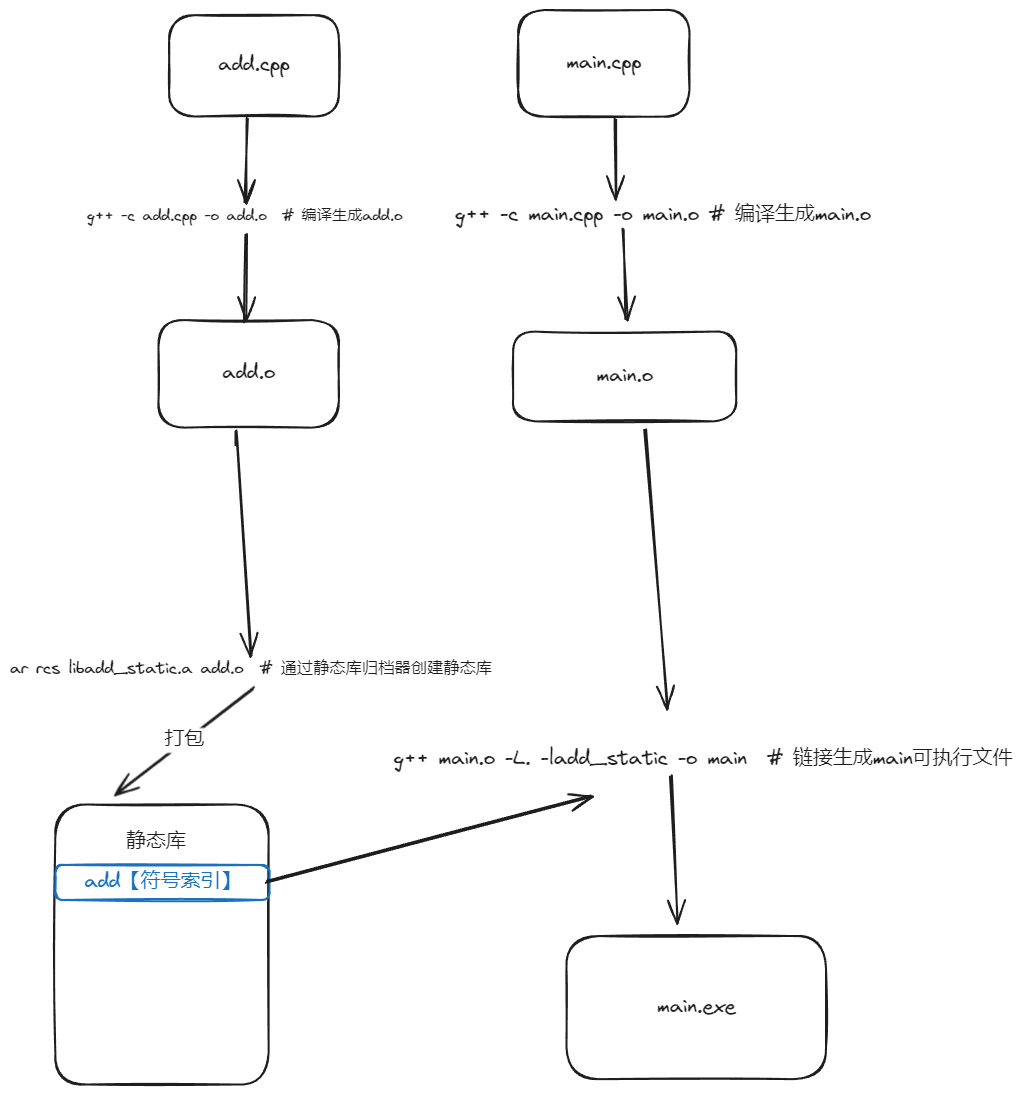 add.cpp
main.cpp
g++ -c add.cpp -o add.o # 编译生成add.o
g++ -c main.cpp -o main.o # 编译生成main.o
add.o
main.o
ar rcs libadd_static.a add.o # 通过静态库归档器创建静态库
打包
g++ main.o -L. -ladd_static -o main # 链接生成main可执行文件
静态库
add【符号索引】
main.exe